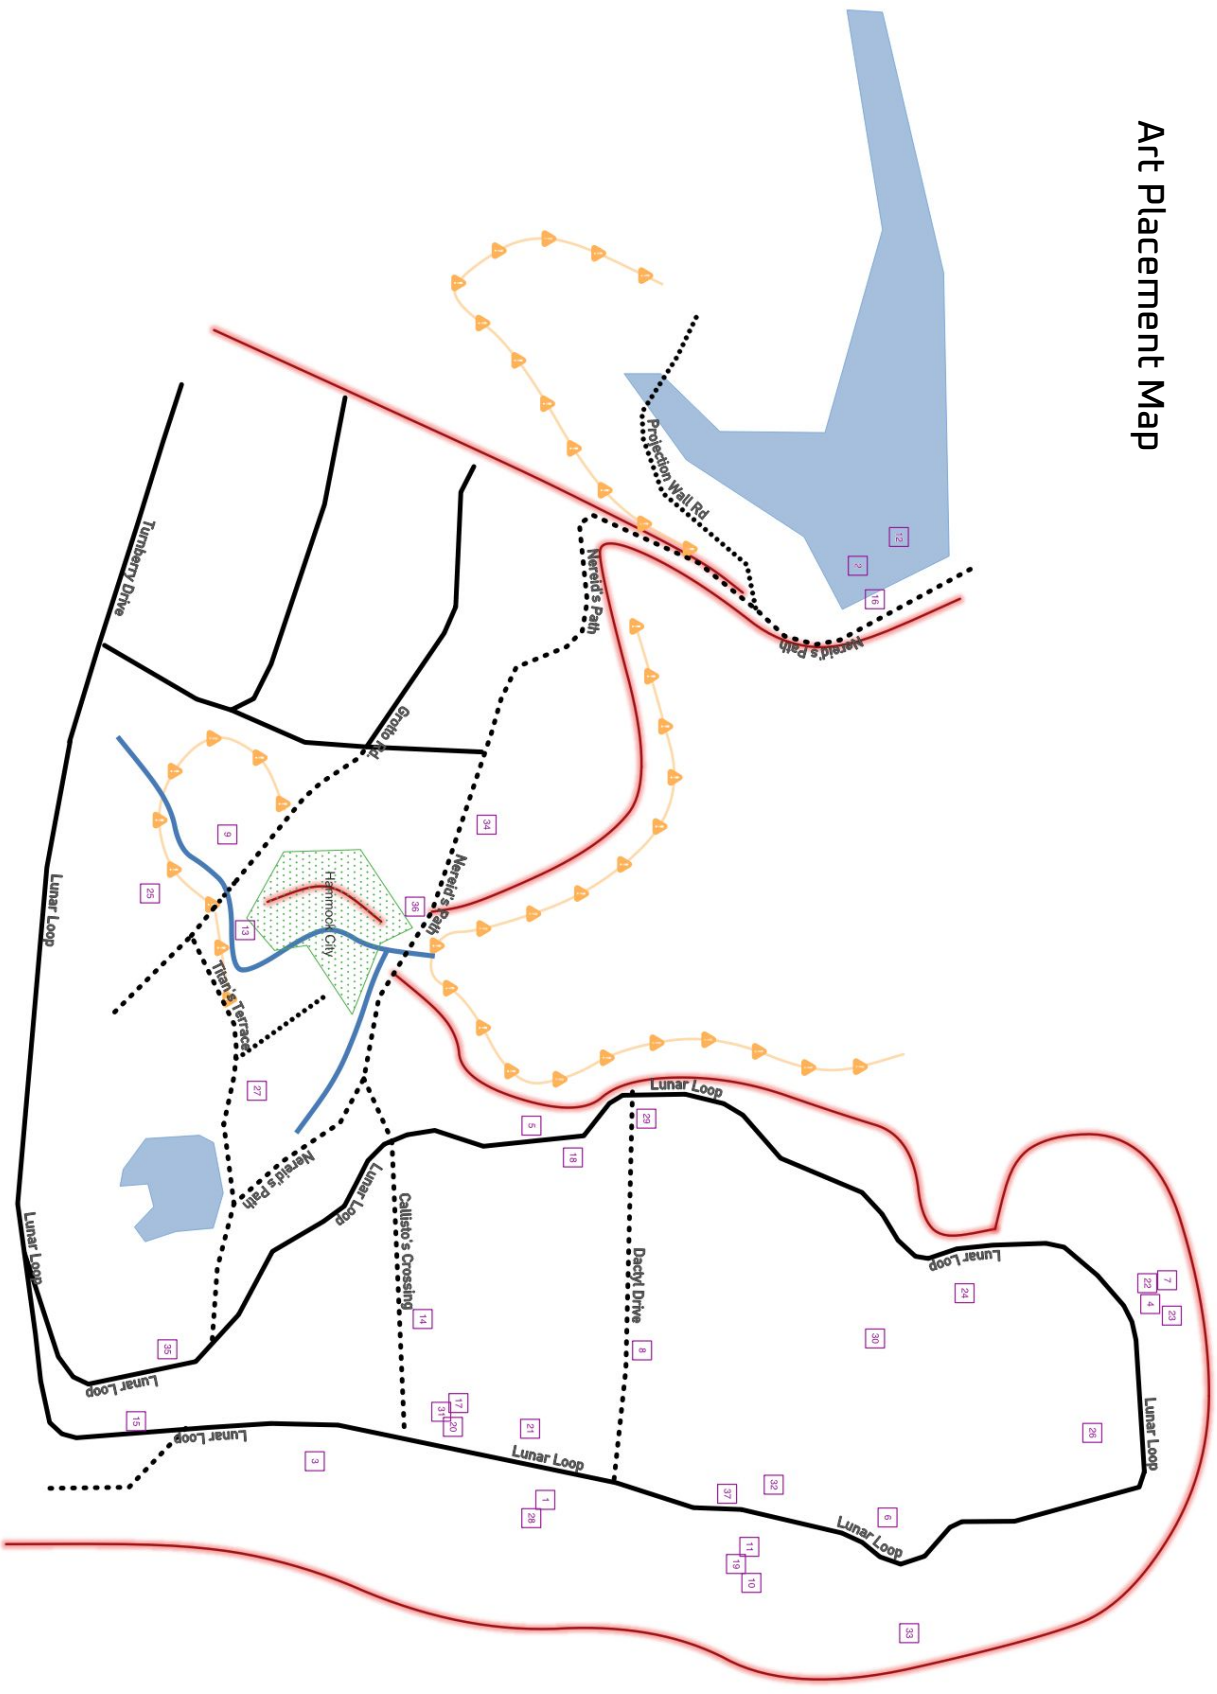 Art Placement Map
7
23
22
4
Lunar Loop
26
Lunar Loop
24
33
12
6
16
30
Lunar Loop
2
Nereid's Path
32
10
11
19
37
Lunar Loop
Projection Wall Rd
29
8
Dactyl Drive
Nereid's Path
18
Lunar Loop
1
5
28
21
34
17
20
Nereid's Path
31
14
36
Callisto's Crossing
Grotto Rd.
Lunar Loop
Hammock City
3
Nereid's Path
27
13
Titan's Terrace
9
Lunar Loop
35
25
15
Turnberry Drive
Lunar Loop
Lunar Loop
Lunar Loop